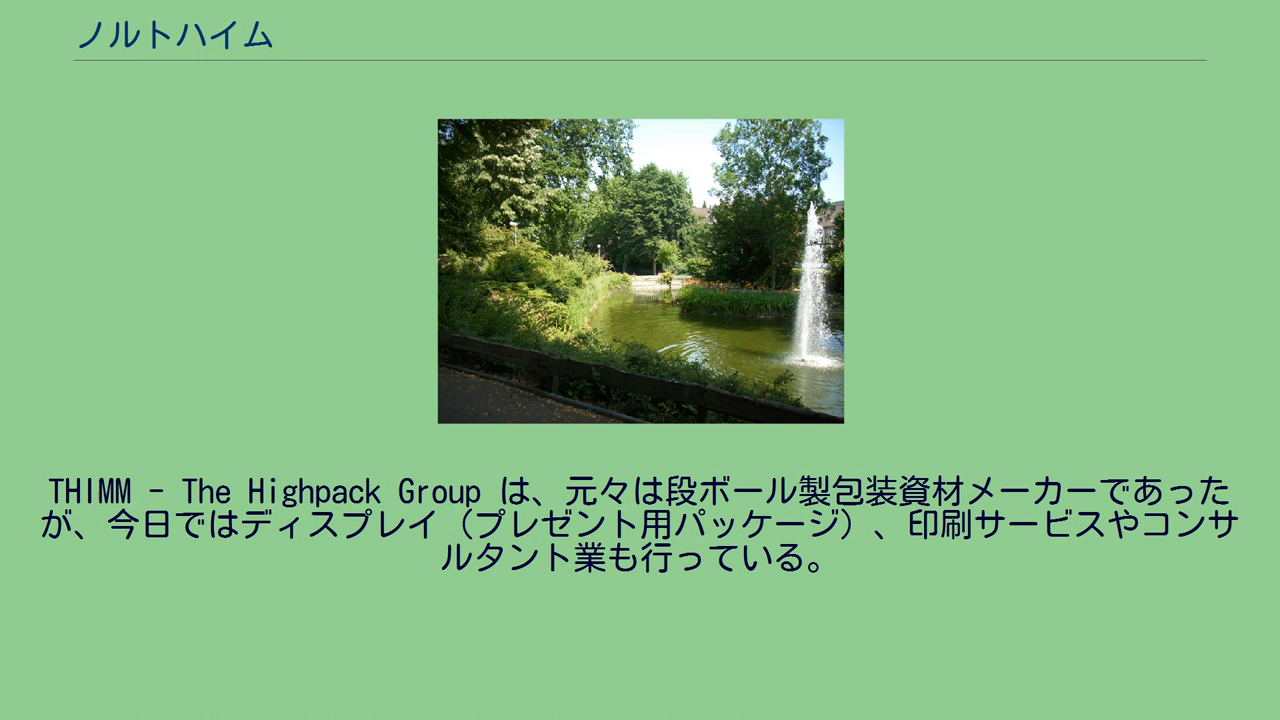 ノルトハイム
THIMM - The Highpack Group は、元々は段ボール製包装資材メーカーであった
が、今日ではディスプレイ（プレゼント用パッケージ）、印刷サービスやコンサ
ルタント業も行っている。